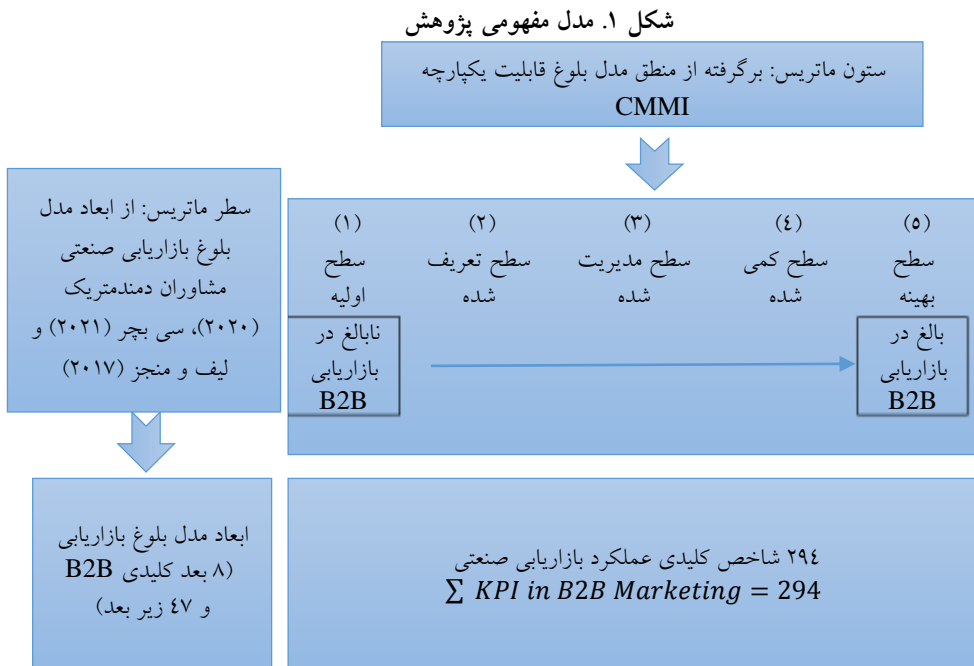 شکل ۱. مدل مفهومی پژوهش
ستون ماتریس: برگرفته از منطق مدل بلوغ قابلیت یکپارچه
CMMI
سطر ماتریس: از ابعاد مدل
بلوغ بازاریابی صنعتی
مشاوران دمندمتریک
(۲۰۲۰)، سی بچر (۲۰۲۱) و
لیف و منجز (۲۰۱۷)
(۱)
سطح
اولیه
نابالغ در
بازاریابی
B2B
(۲)
سطح تعریف
شده
(۳)
سطح مدیریت
شده
(٤)
سطح کمی
شده
(٥)
سطح
بهینه
بالغ در
بازاریابی
B2B
ابعاد مدل بلوغ بازاریابی
B2B (۸ بعد کلیدی
و ٤۷ زیر بعد)
۲۹٤ شاخص کلیدی عملکرد بازاریابی صنعتی
∑ KPI in B2B Marketing = 294